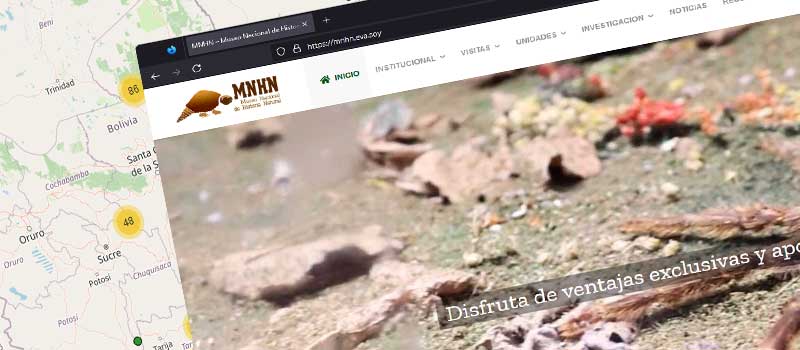 MNHN – Museo Nacional de Histor
https://mnhn.eva.soy
MNHN
Museo Nacional
de Historia Natural
INICIO
INSTITUCIONAL
VISITAS
UNIDADES
INVESTIGACION
NOTICIAS
Disfruta de ventajas exclusivas y apo
Beni
Trinidad
86
Bolivia
Santa C
de la S
Cochabamba
48
Oruro
Oruro
Sucre
Potosí
Chuquisaca
Potosí
Tarija